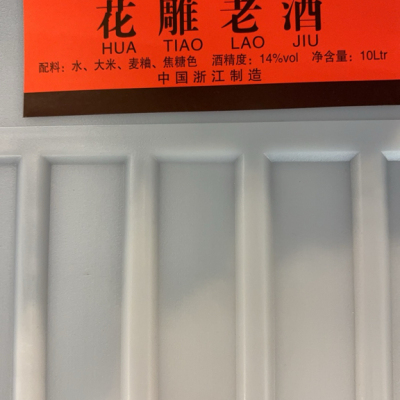 花雕老酒
HUA TIAO LAO JIU
配料：水、大米、麦釉、焦糖色 酒精度：14%vol 净含量：10Ltr
中国浙江制造